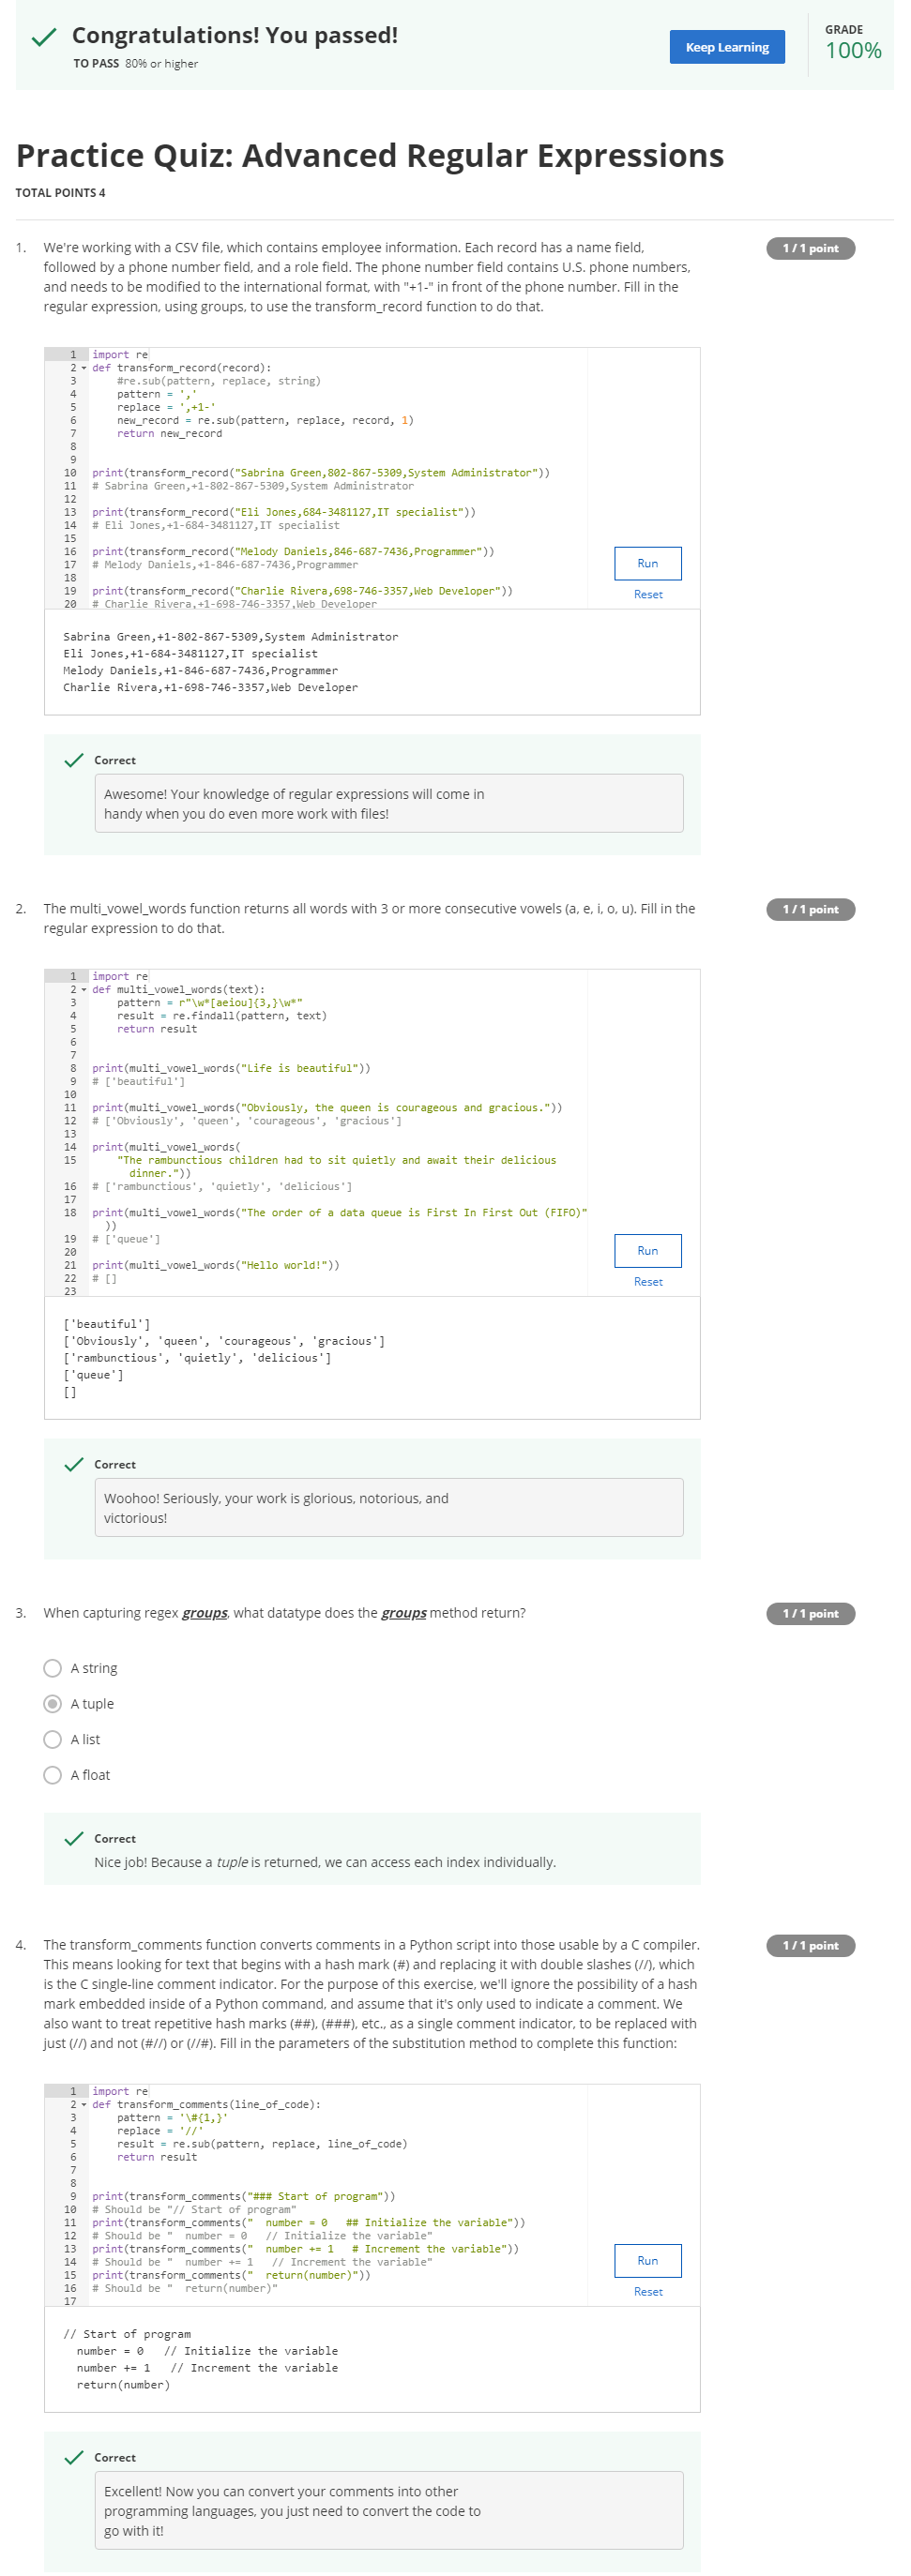 Congratulations! You passed!
TO PASS 80% or higher
Keep Learning
GRADE
100%
Practice Quiz: Advanced Regular Expressions
TOTAL POINTS 4
1. We're working with a CSV file, which contains employee information. Each record has a name field,
followed by a phone number field, and a role field. The phone number field contains U.S. phone numbers,
and needs to be modified to the international format, with "+1-" in front of the phone number. Fill in the
regular expression, using groups, to use the transform_record function to do that.
1 / 1 point
1 import re
2 def transform_record(record):
3 #re.sub(pattern, replace, string)
4 pattern = ','
5 replace = ',+1-'
6 new_record = re.sub(pattern, replace, record, 1)
7 return new_record
8
9
10 print(transform_record("Sabrina Green,802-867-5309,System Administrator"))
11 # Sabrina Green,+1-802-867-5309,System Administrator
12
13 print(transform_record("Eli Jones,684-3481127,IT specialist"))
14 # Eli Jones,+1-684-3481127,IT specialist
15
16 print(transform_record("Melody Daniels,846-687-7436,Programmer"))
17 # Melody Daniels,+1-846-687-7436,Programmer
18
19 print(transform_record("Charlie Rivera,698-746-3357,Web Developer"))
20 # Charlie Rivera,+1-698-746-3357,Web Developer
Run
Reset
Sabrina Green,+1-802-867-5309,System Administrator
Eli Jones,+1-684-3481127,IT specialist
Melody Daniels,+1-846-687-7436,Programmer
Charlie Rivera,+1-698-746-3357,Web Developer
Correct
Awesome! Your knowledge of regular expressions will come in
handy when you do even more work with files!
2. The multi_vowel_words function returns all words with 3 or more consecutive vowels (a, e, i, o, u). Fill in the
regular expression to do that.
1 / 1 point
1 import re
2 def multi_vowel_words(text):
3 pattern = r"\w*[aeiou]{3,}\w*"
4 result = re.findall(pattern, text)
5 return result
6
7
8 print(multi_vowel_words("Life is beautiful"))
9 # ['beautiful']
10
11 print(multi_vowel_words("Obviously, the queen is courageous and gracious."))
12 # ['Obviously', 'queen', 'courageous', 'gracious']
13
14 print(multi_vowel_words(
15 "The rambunctious children had to sit quietly and await their delicious
dinner."))
16 # ['rambunctious', 'quietly', 'delicious']
17
18 print(multi_vowel_words("The order of a data queue is First In First Out (FIFO)"
))
19 # ['queue']
20
21 print(multi_vowel_words("Hello world!"))
22 # []
23
Run
Reset
['beautiful']
['Obviously', 'queen', 'courageous', 'gracious']
['rambunctious', 'quietly', 'delicious']
['queue']
[]
Correct
Woohoo! Seriously, your work is glorious, notorious, and
victorious!
3. When capturing regex groups, what datatype does the groups method return?
1 / 1 point
A string
A tuple
A list
A float
Correct
Nice job! Because a tuple is returned, we can access each index individually.
4. The transform_comments function converts comments in a Python script into those usable by a C compiler.
This means looking for text that begins with a hash mark (#) and replacing it with double slashes (//), which
is the C single-line comment indicator. For the purpose of this exercise, we'll ignore the possibility of a hash
mark embedded inside of a Python command, and assume that it's only used to indicate a comment. We
also want to treat repetitive hash marks (##), (###), etc., as a single comment indicator, to be replaced with
just (//) and not (#//) or (//#). Fill in the parameters of the substitution method to complete this function:
1 / 1 point
1 import re
2 def transform_comments(line_of_code):
3 pattern = '\#{1,}'
4 replace = '//'
5 result = re.sub(pattern, replace, line_of_code)
6 return result
7
8
9 print(transform_comments("### Start of program"))
10 # Should be "// Start of program"
11 print(transform_comments("  number = 0   ## Initialize the variable"))
12 # Should be "  number = 0   // Initialize the variable"
13 print(transform_comments("  number += 1   # Increment the variable"))
14 # Should be "  number += 1   // Increment the variable"
15 print(transform_comments("  return(number)"))
16 # Should be "  return(number)"
17
Run
Reset
// Start of program
number = 0   // Initialize the variable
number += 1   // Increment the variable
return(number)
Correct
Excellent! Now you can convert your comments into other
programming languages, you just need to convert the code to
go with it!